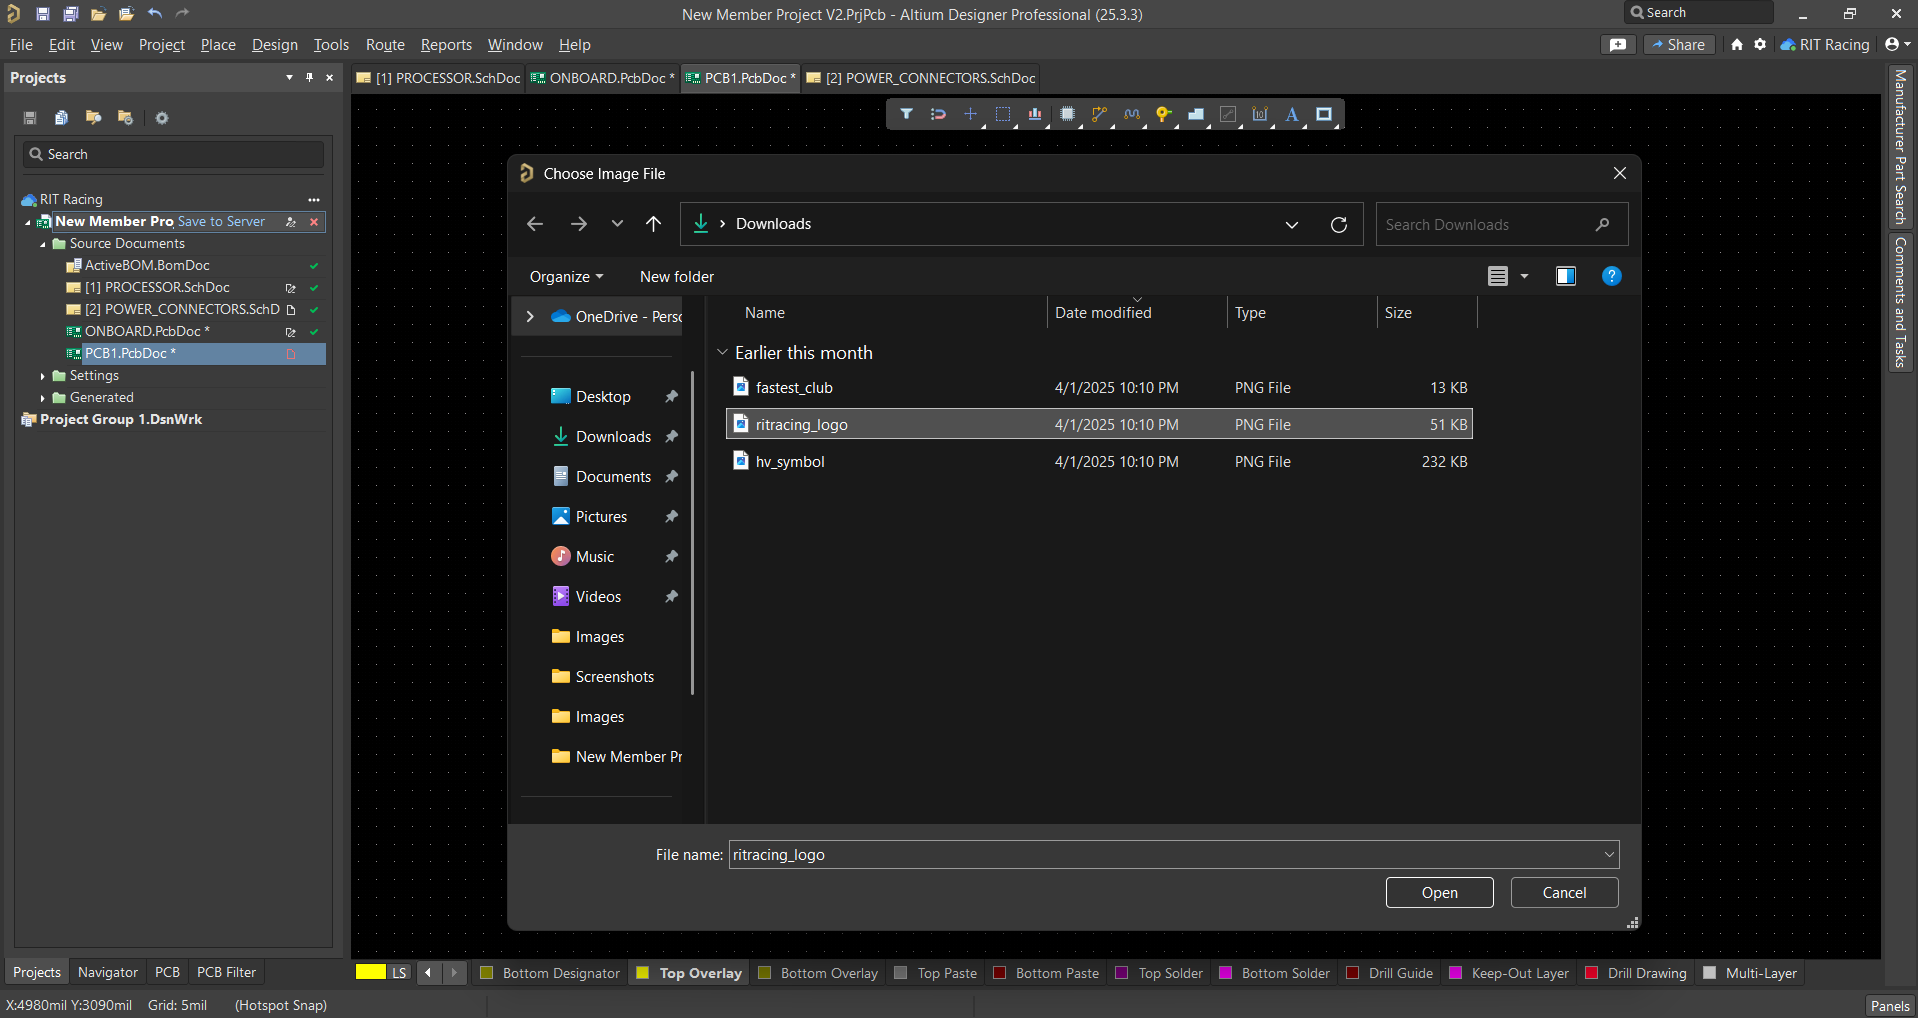 New Member Project V2.PrjPcb - Altium Designer Professional (25.3.3)
Search
File Edit View Project Place Design Tools Route Reports Window Help
Share
RIT Racing
Projects
[1] PROCESSOR.SchDoc
ONBOARD.PcbDoc *
PCB1.PcbDoc *
[2] POWER_CONNECTORS.SchDoc
Search
RIT Racing
New Member Pro Save to Server
Source Documents
ActiveBOM.BomDoc
[1] PROCESSOR.SchDoc
[2] POWER_CONNECTORS.SchD
ONBOARD.PcbDoc *
PCB1.PcbDoc *
Settings
Generated
Project Group 1.DsnWrk
Choose Image File
Downloads
Search Downloads
Organize New folder
OneDrive - Perso
Desktop
Downloads
Documents
Pictures
Music
Videos
Images
Screenshots
Images
New Member Pr
Name Date modified Type Size
Earlier this month
fastest_club 4/1/2025 10:10 PM PNG File 13 KB
ritracing_logo 4/1/2025 10:10 PM PNG File 51 KB
hv_symbol 4/1/2025 10:10 PM PNG File 232 KB
File name: ritracing_logo
Open Cancel
Manufacturer Part Search
Comments and Tasks
Projects Navigator PCB PCB Filter
LS Bottom Designator Top Overlay Bottom Overlay Top Paste Bottom Paste Top Solder Bottom Solder Drill Guide Keep-Out Layer Drill Drawing Multi-Layer
X:4980mil Y:3090mil Grid: 5mil (Hotspot Snap)
Panels